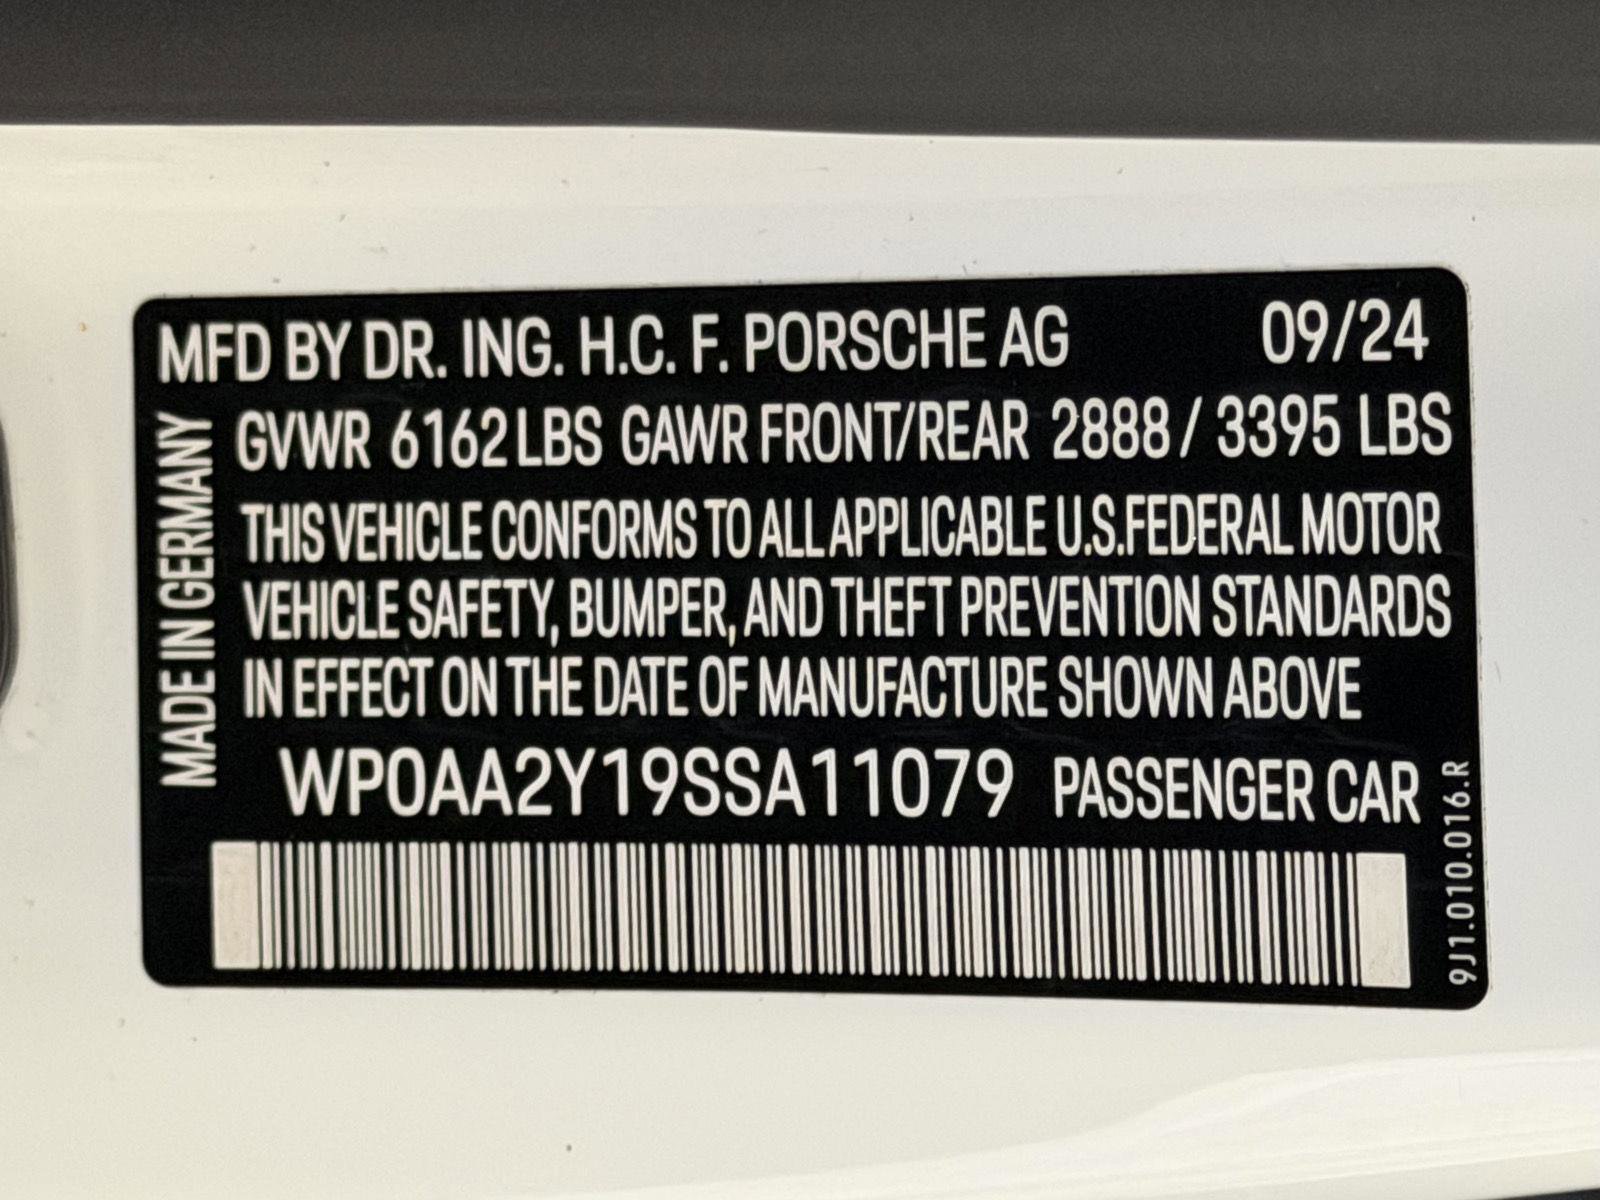 MFD BY DR. ING. H.C. F. PORSCHE AG 09/24
GVWR 6162 LBS GAWR FRONT/REAR 2888 / 3395 LBS
THIS VEHICLE CONFORMS TO ALL APPLICABLE U.S.FEDERAL MOTOR
VEHICLE SAFETY, BUMPER, AND THEFT PREVENTION STANDARDS
IN EFFECT ON THE DATE OF MANUFACTURE SHOWN ABOVE
WP0AA2Y19SSA11079 PASSENGER CAR
MADE IN GERMANY
9J1.010.016.R